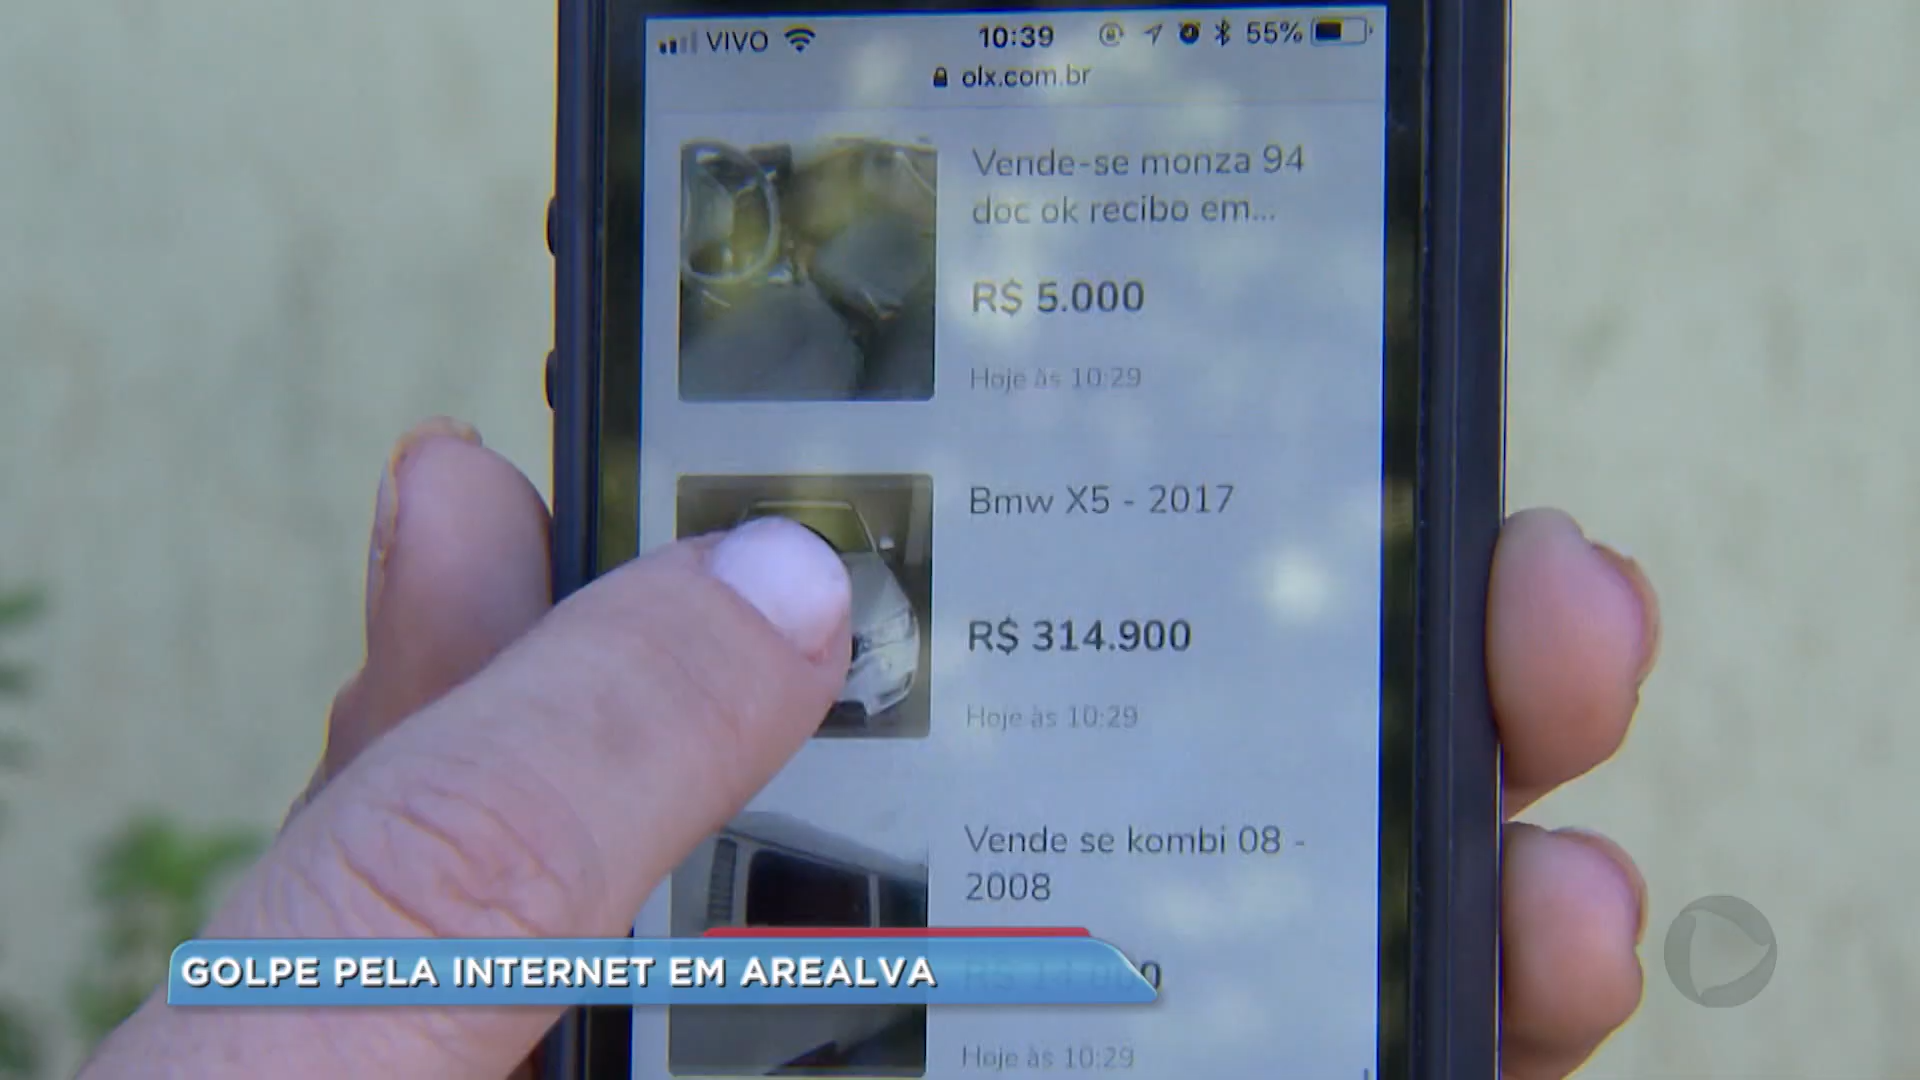 VIVO 10:39 55%
olx.com.br
Vende-se monza 94
doc ok recibo em...
R$ 5.000
Hoje às 10:29
Bmw X5 - 2017
R$ 314.900
Hoje às 10:29
Vende se kombi 08 -
2008
GOLPE PELA INTERNET EM AREALVA
Hoje às 10:29